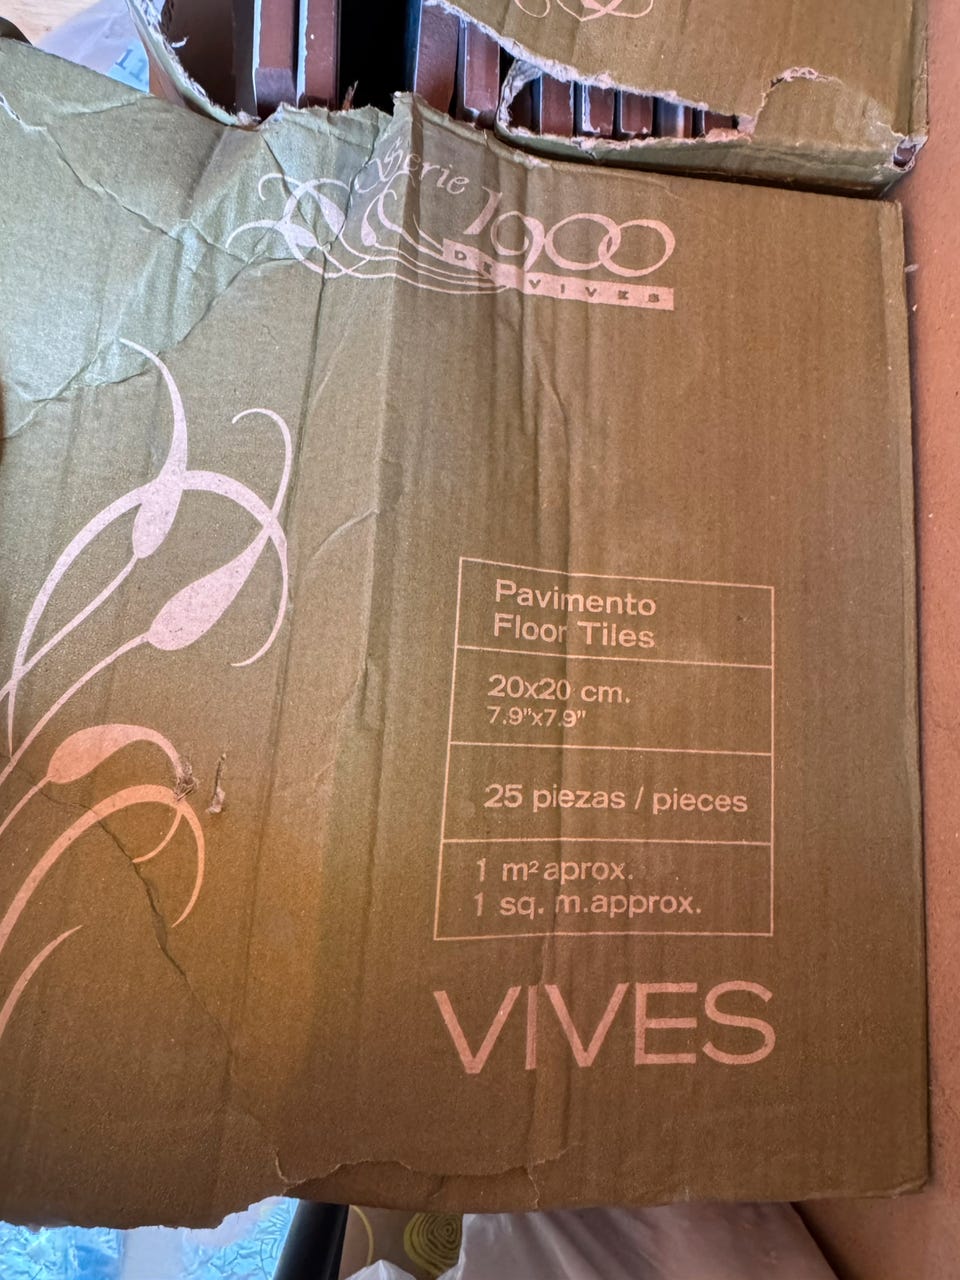 Serie 1900
DE VIVES
Pavimento
Floor Tiles
20x20 cm.
7.9"x7.9"
25 piezas / pieces
1 m² aprox.
1 sq. m.approx.
VIVES